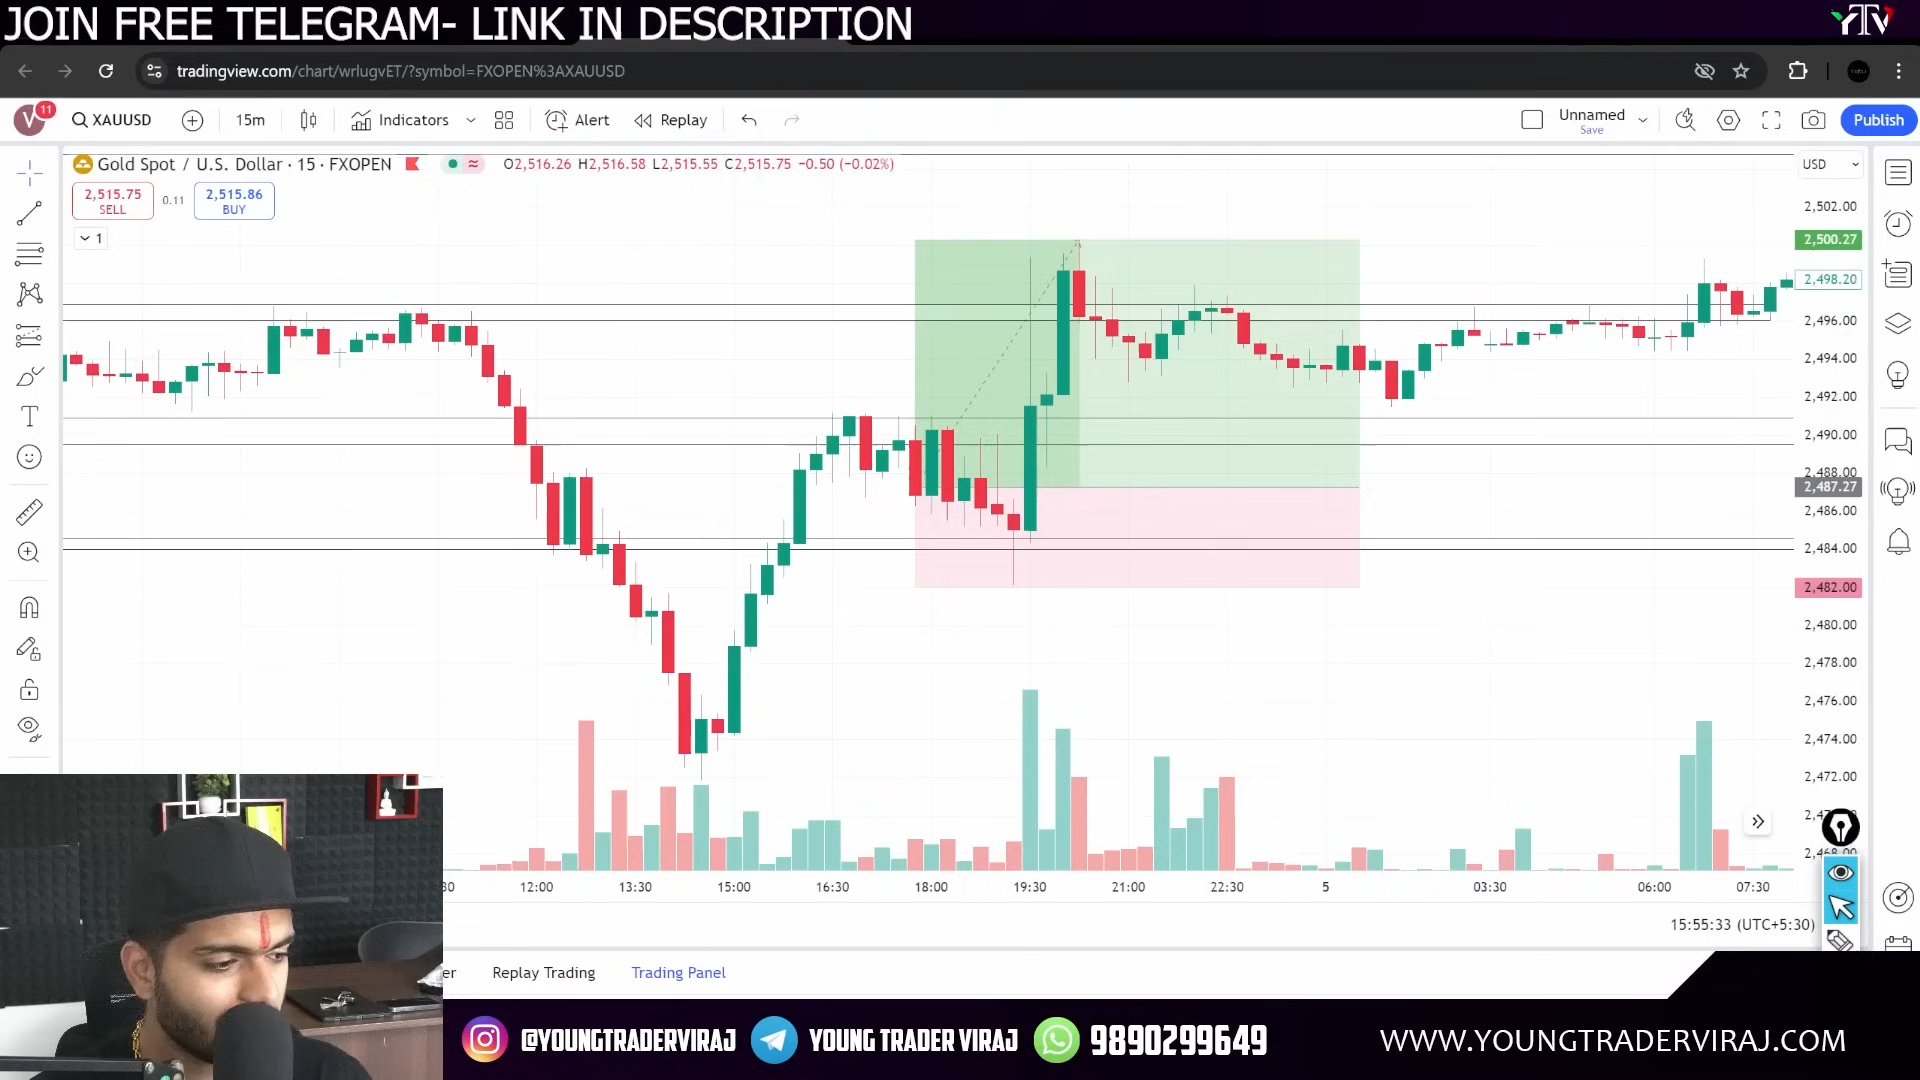 JOIN FREE TELEGRAM- LINK IN DESCRIPTION
YTV
tradingview.com/chart/wrlugvET/?symbol=FXOPEN%3AXAUUSD
V 11 XAUUSD 15m Indicators Alert Replay Unnamed Save Publish
Gold Spot / U.S. Dollar · 15 · FXOPEN O2,516.26 H2,516.58 L2,515.55 C2,515.75 −0.50 (−0.02%) USD
2,515.75 SELL 0.11 2,515.86 BUY
1
2,502.00
2,500.27
2,498.20
2,496.00
2,494.00
2,492.00
2,490.00
2,488.00
2,487.27
2,486.00
2,484.00
2,482.00
2,480.00
2,478.00
2,476.00
2,474.00
2,472.00
2,468.00
12:00 13:30 15:00 16:30 18:00 19:30 21:00 22:30 5 03:30 06:00 07:30
15:55:33 (UTC+5:30)
Replay Trading Trading Panel
@YOUNGTRADERVIRAJ YOUNG TRADER VIRAJ 9890299649 WWW.YOUNGTRADERVIRAJ.COM